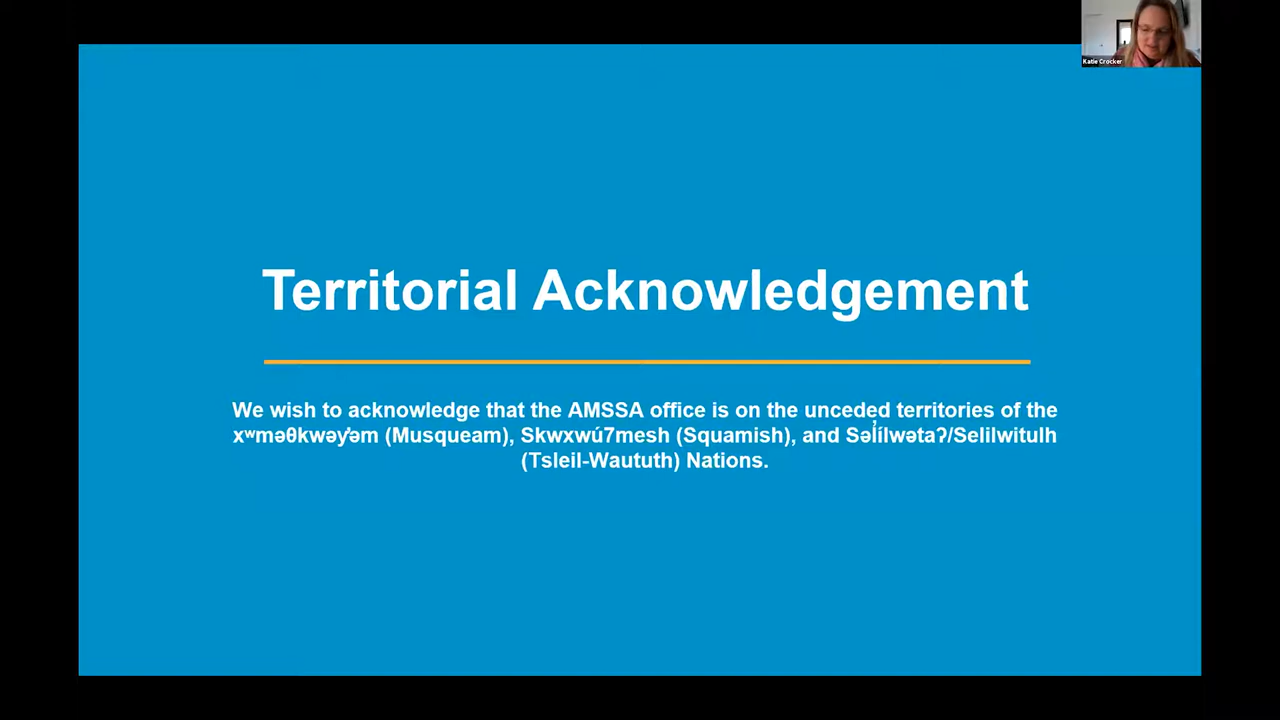 Katie Crocker
Territorial Acknowledgement
We wish to acknowledge that the AMSSA office is on the unceded territories of the
xʷməθkwəy̓əm (Musqueam), Skwxwú7mesh (Squamish), and Səl̓ílwətaʔ/Selilwitulh
(Tsleil-Waututh) Nations.